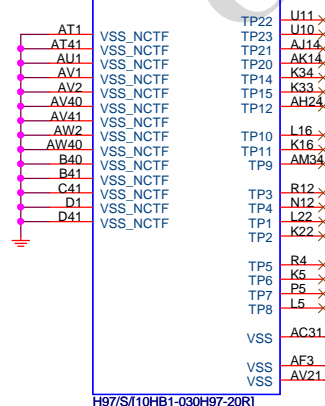 AT1 VSS_NCTF
AT41 VSS_NCTF
AU1 VSS_NCTF
AV1 VSS_NCTF
AV2 VSS_NCTF
AV40 VSS_NCTF
AV41 VSS_NCTF
AW2 VSS_NCTF
AW40 VSS_NCTF
B40 VSS_NCTF
B41 VSS_NCTF
C41 VSS_NCTF
D1 VSS_NCTF
D41 VSS_NCTF
TP22 U11
TP23 U10
TP21 AJ14
TP20 AK14
TP14 K34
TP15 K33
TP12 AH24
TP10 L16
TP11 K16
TP9 AM34
TP3 R12
TP4 N12
TP1 L22
TP2 K22
TP5 R4
TP6 K5
TP7 P5
TP8 L5
VSS AC31
VSS AF3
VSS AV21
H97/S/[10HB1-030H97-20R]